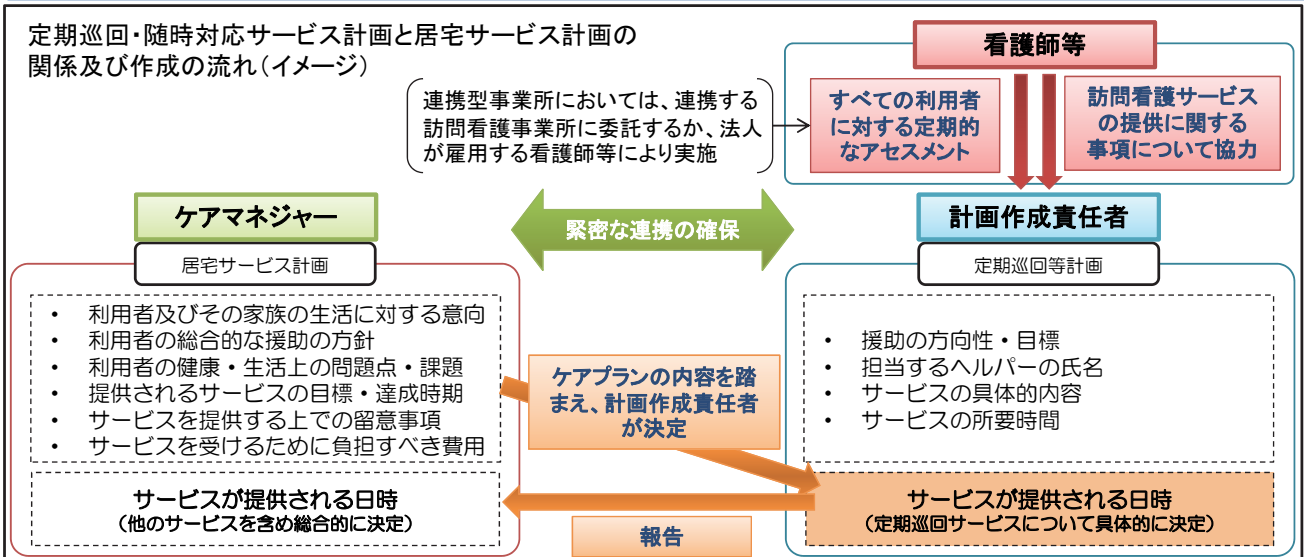 定期巡回・随時対応サービス計画と居宅サービス計画の
関係及び作成の流れ(イメージ)
看護師等
連携型事業所においては、連携する
訪問看護事業所に委託するか、法人
が雇用する看護師等により実施
すべての利用者
に対する定期的
なアセスメント
訪問看護サービス
の提供に関する
事項について協力
ケアマネジャー
緊密な連携の確保
計画作成責任者
居宅サービス計画
・ 利用者及びその家族の生活に対する意向
・ 利用者の総合的な援助の方針
・ 利用者の健康・生活上の問題点・課題
・ 提供されるサービスの目標・達成時期
・ サービスを提供する上での留意事項
・ サービスを受けるために負担すべき費用
サービスが提供される日時
(他のサービスを含め総合的に決定)
ケアプランの内容を踏
まえ、計画作成責任者
が決定
定期巡回等計画
・ 援助の方向性・目標
・ 担当するヘルパーの氏名
・ サービスの具体的内容
・ サービスの所要時間
サービスが提供される日時
(定期巡回サービスについて具体的に決定)
報告